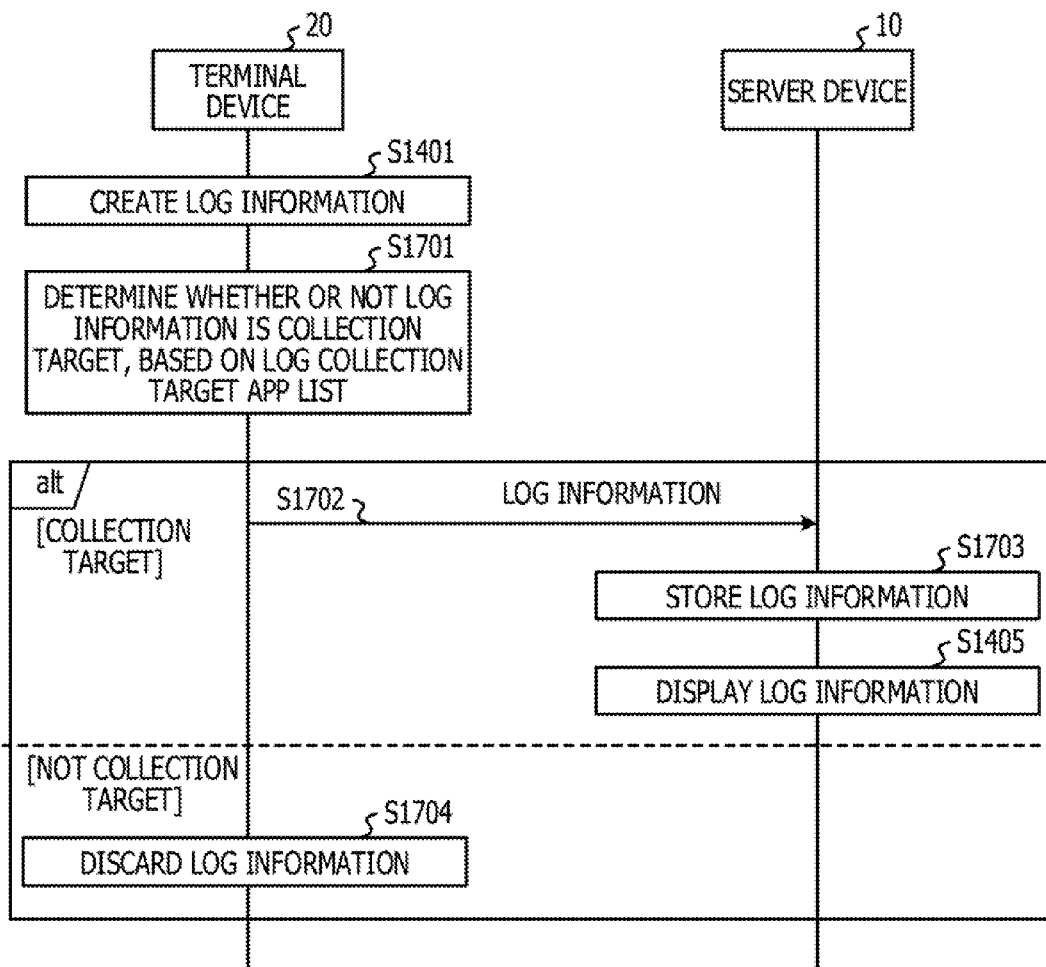 20
TERMINAL
DEVICE
10
SERVER DEVICE
S1401
CREATE LOG INFORMATION
S1701
DETERMINE WHETHER OR NOT LOG
INFORMATION IS COLLECTION
TARGET, BASED ON LOG COLLECTION
TARGET APP LIST
alt
[COLLECTION
TARGET]
S1702
LOG INFORMATION
S1703
STORE LOG INFORMATION
S1405
DISPLAY LOG INFORMATION
[NOT COLLECTION
TARGET]
S1704
DISCARD LOG INFORMATION